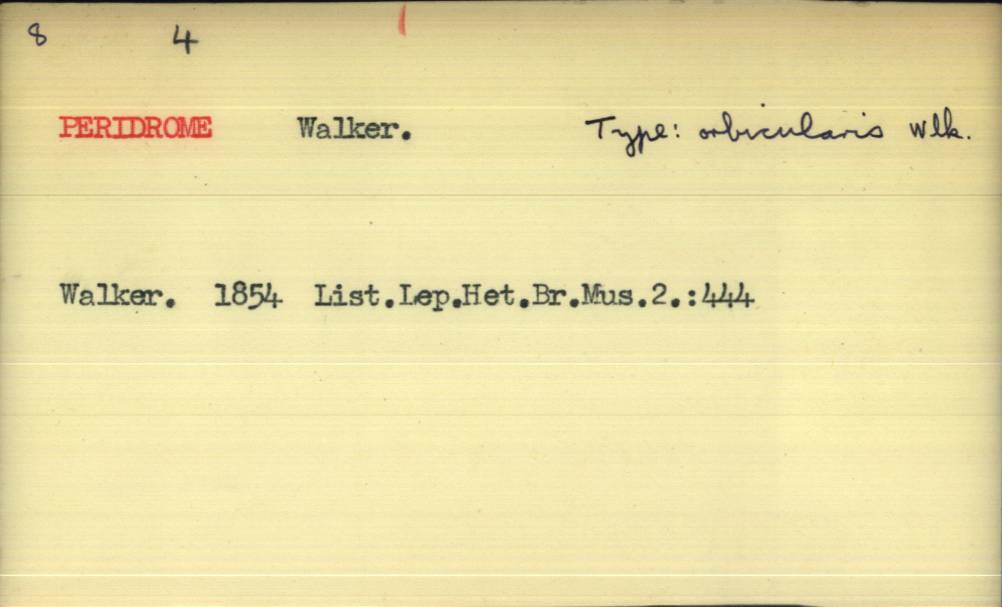 8 4
PERIDROME Walker. Type: orbicularis Wlk.
Walker. 1854 List.Lep.Het.Br.Mus.2.:444